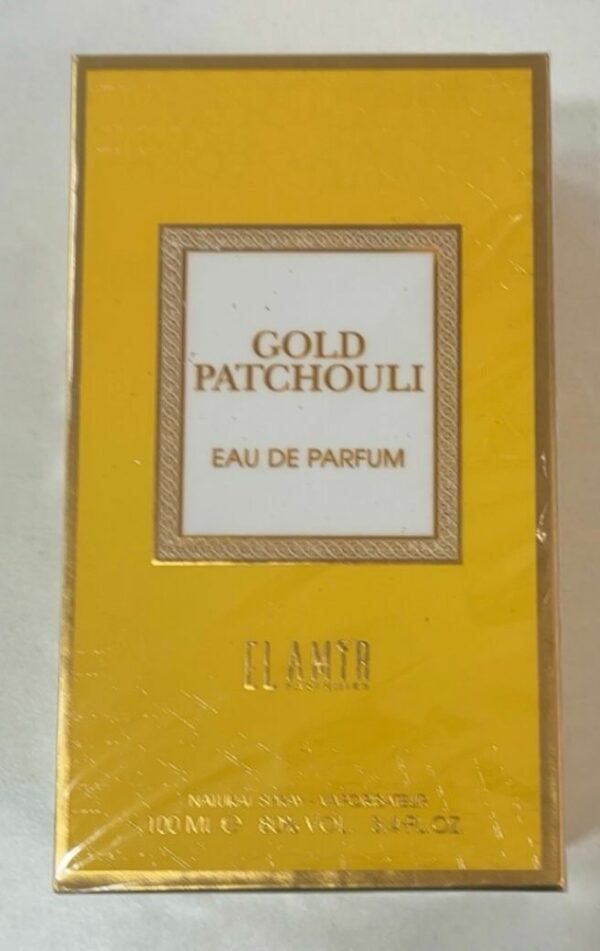 GOLD
PATCHOULI
EAU DE PARFUM
EL AMIR
NATURAL SPRAY - VAPORISATEUR
100 ML e 80% VOL. 3.4 FL.OZ.